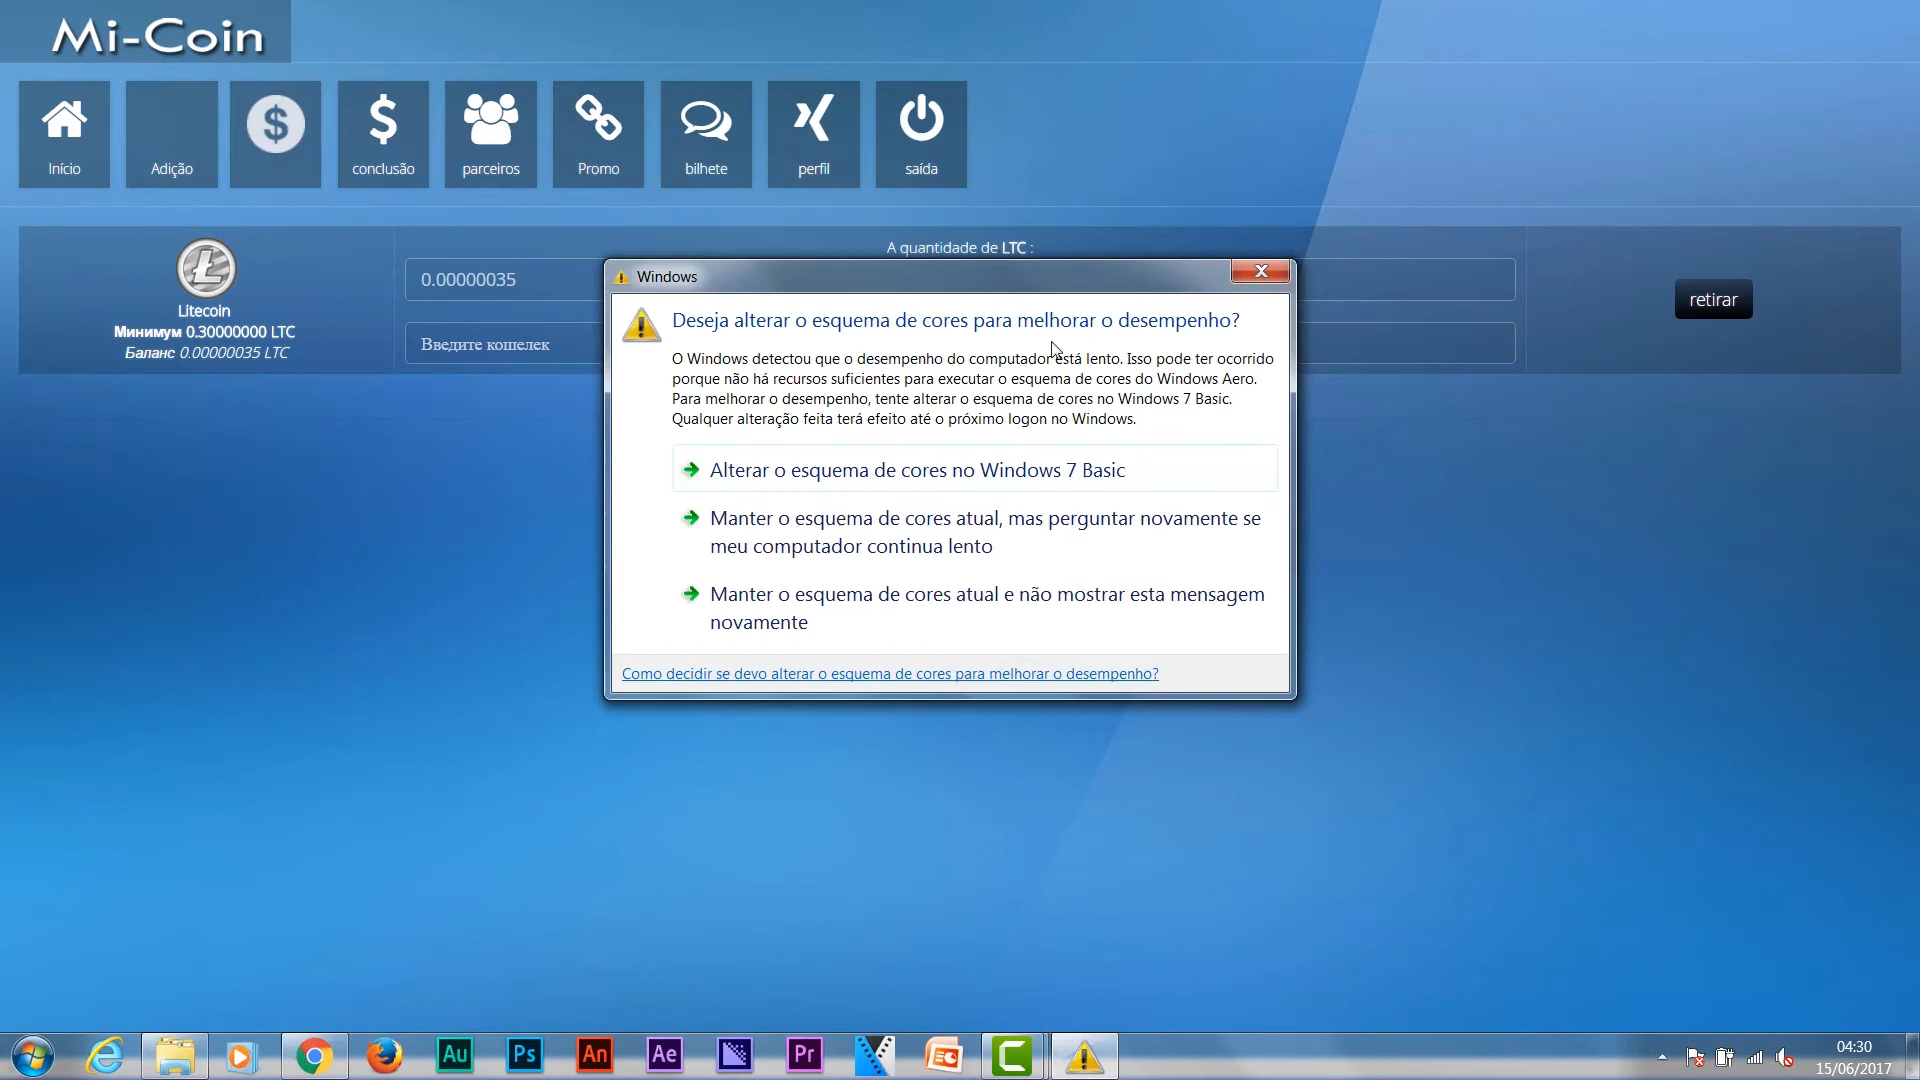 Mi-Coin
Início
Adição
conclusão
parceiros
Promo
bilhete
perfil
saída
A quantidade de LTC :
Litecoin
Минимум 0.30000000 LTC
Баланс 0.00000035 LTC
0.00000035
Введите кошелек
retirar
Windows
Deseja alterar o esquema de cores para melhorar o desempenho?
O Windows detectou que o desempenho do computador está lento. Isso pode ter ocorrido
porque não há recursos suficientes para executar o esquema de cores do Windows Aero.
Para melhorar o desempenho, tente alterar o esquema de cores no Windows 7 Basic.
Qualquer alteração feita terá efeito até o próximo logon no Windows.
Alterar o esquema de cores no Windows 7 Basic
Manter o esquema de cores atual, mas perguntar novamente se
meu computador continua lento
Manter o esquema de cores atual e não mostrar esta mensagem
novamente
Como decidir se devo alterar o esquema de cores para melhorar o desempenho?
Au
Ps
An
Ae
Pr
04:30
15/06/2017